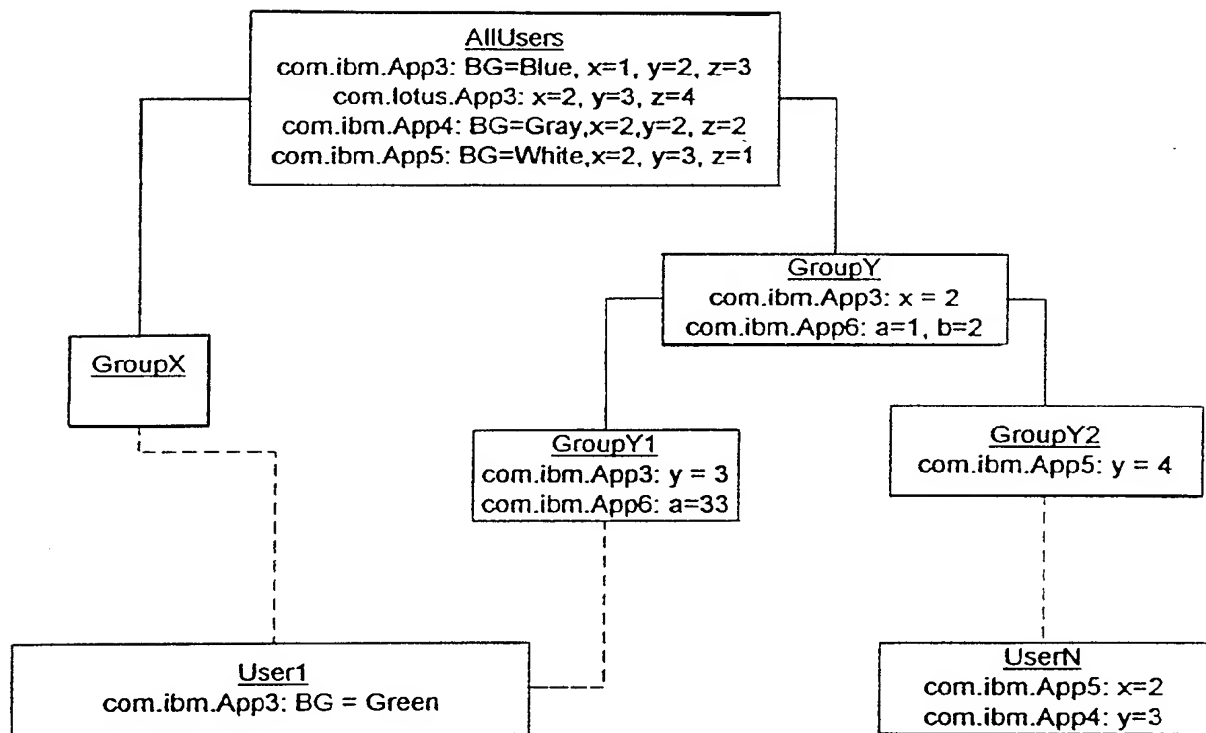 AllUsers
com.ibm.App3: BG=Blue, x=1, y=2, z=3
com.lotus.App3: x=2, y=3, z=4
com.ibm.App4: BG=Gray,x=2,y=2, z=2
com.ibm.App5: BG=White,x=2, y=3, z=1
GroupY
com.ibm.App3: x = 2
com.ibm.App6: a=1, b=2
GroupX
GroupY1
com.ibm.App3: y = 3
com.ibm.App6: a=33
GroupY2
com.ibm.App5: y = 4
User1
com.ibm.App3: BG = Green
UserN
com.ibm.App5: x=2
com.ibm.App4: y=3